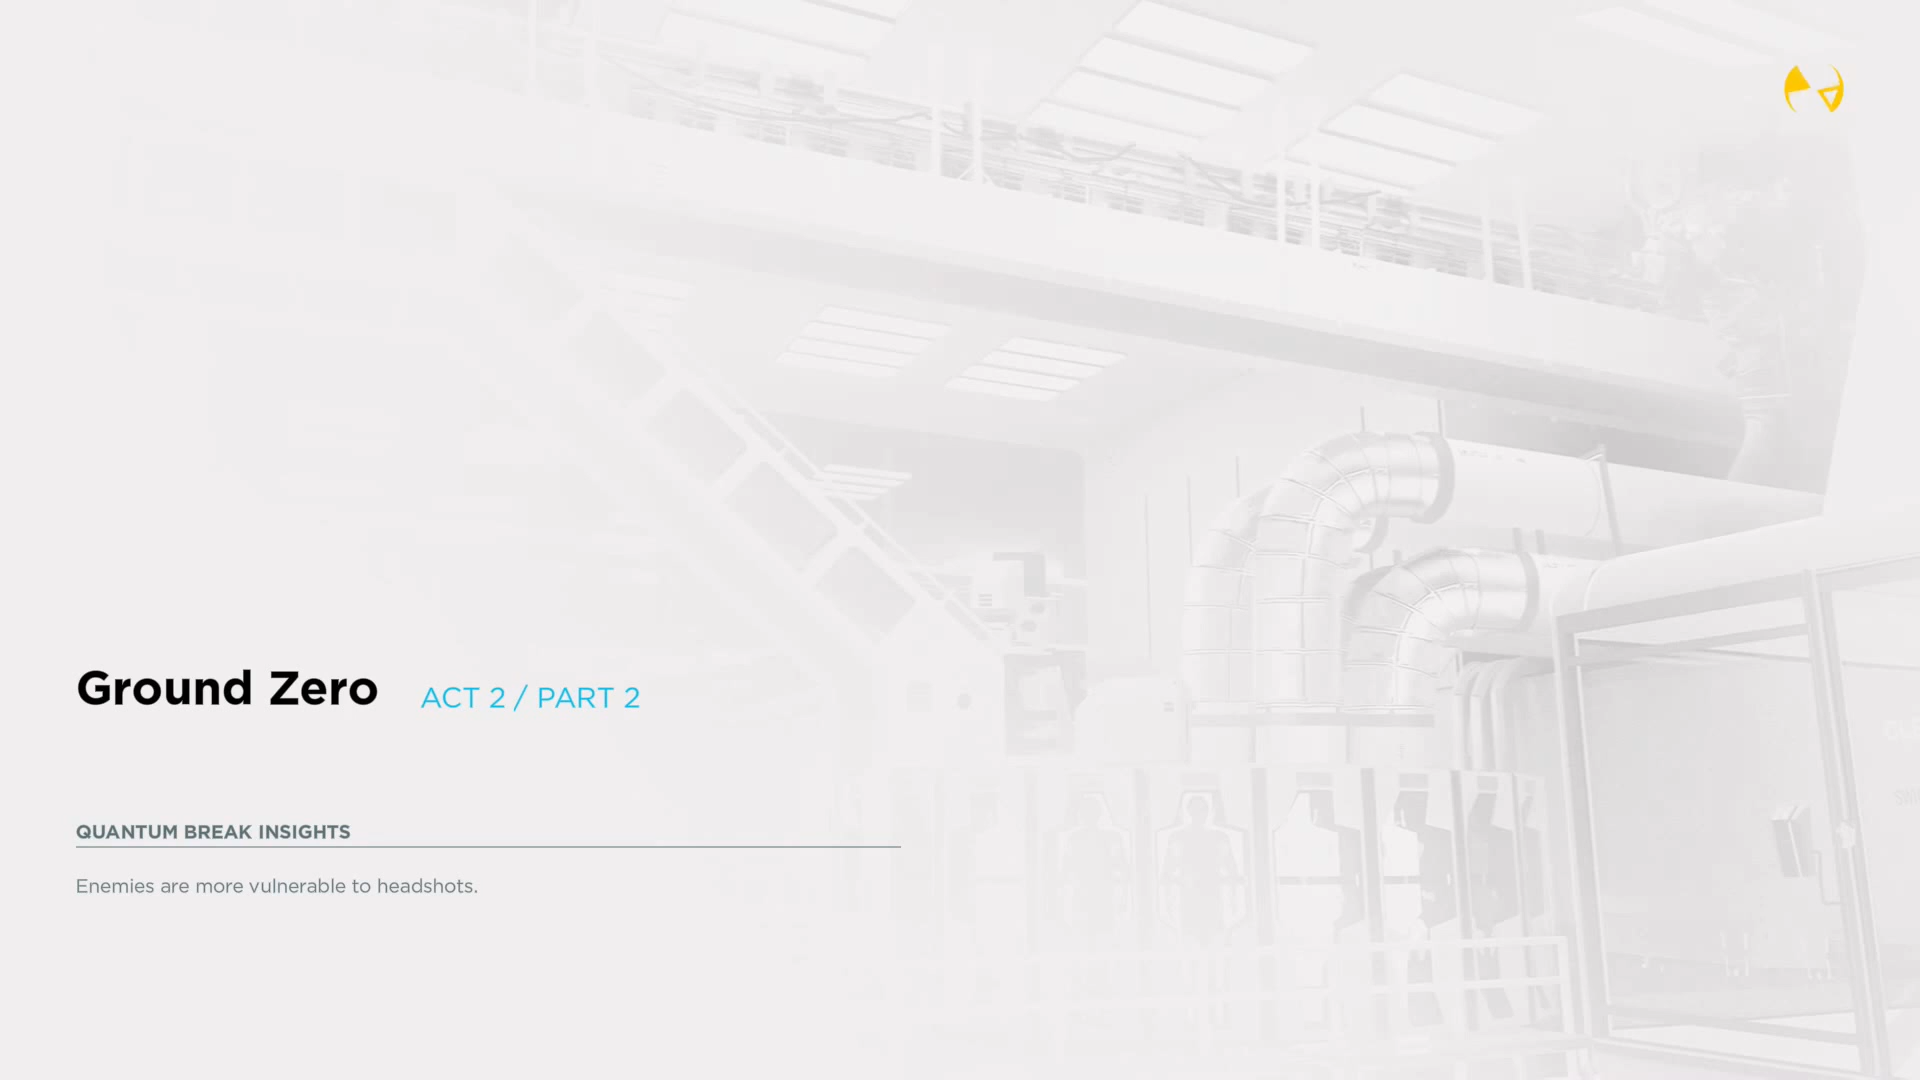 Ground Zero ACT 2 / PART 2
QUANTUM BREAK INSIGHTS
Enemies are more vulnerable to headshots.